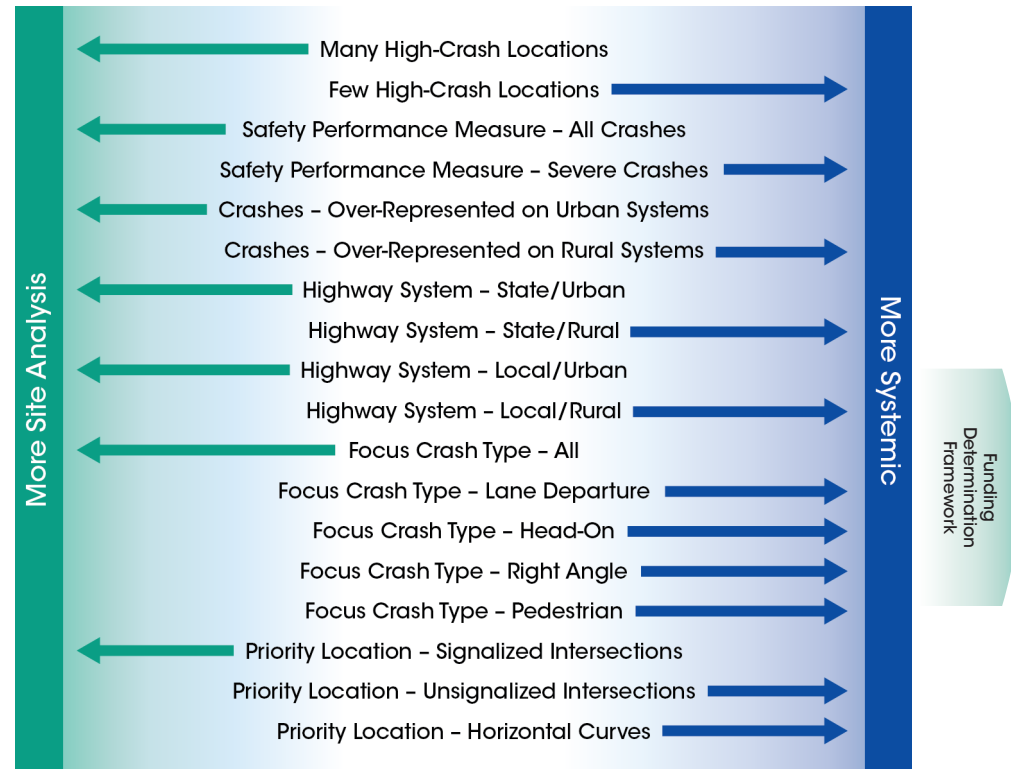 More Site Analysis
Many High-Crash Locations
Few High-Crash Locations
Safety Performance Measure – All Crashes
Safety Performance Measure – Severe Crashes
Crashes – Over-Represented on Urban Systems
Crashes – Over-Represented on Rural Systems
Highway System – State/Urban
Highway System – State/Rural
Highway System – Local/Urban
Highway System – Local/Rural
Focus Crash Type – All
Focus Crash Type – Lane Departure
Focus Crash Type – Head-On
Focus Crash Type – Right Angle
Focus Crash Type – Pedestrian
Priority Location – Signalized Intersections
Priority Location – Unsignalized Intersections
Priority Location – Horizontal Curves
More Systemic
Funding
Determination
Framework